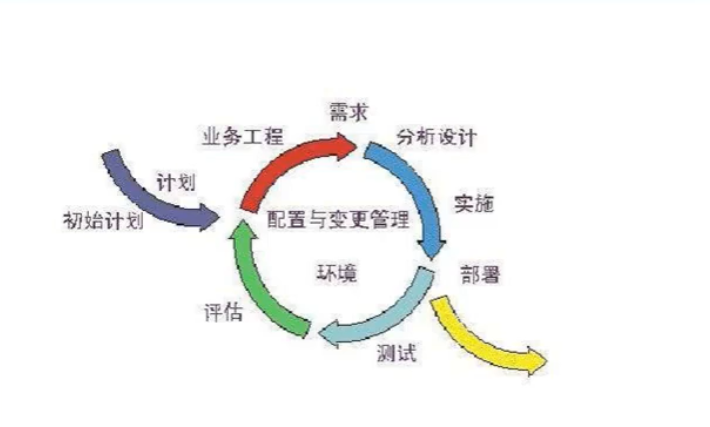 需求
业务工程
分析设计
计划
实施
初始计划
配置与变更管理
环境
部署
评估
测试